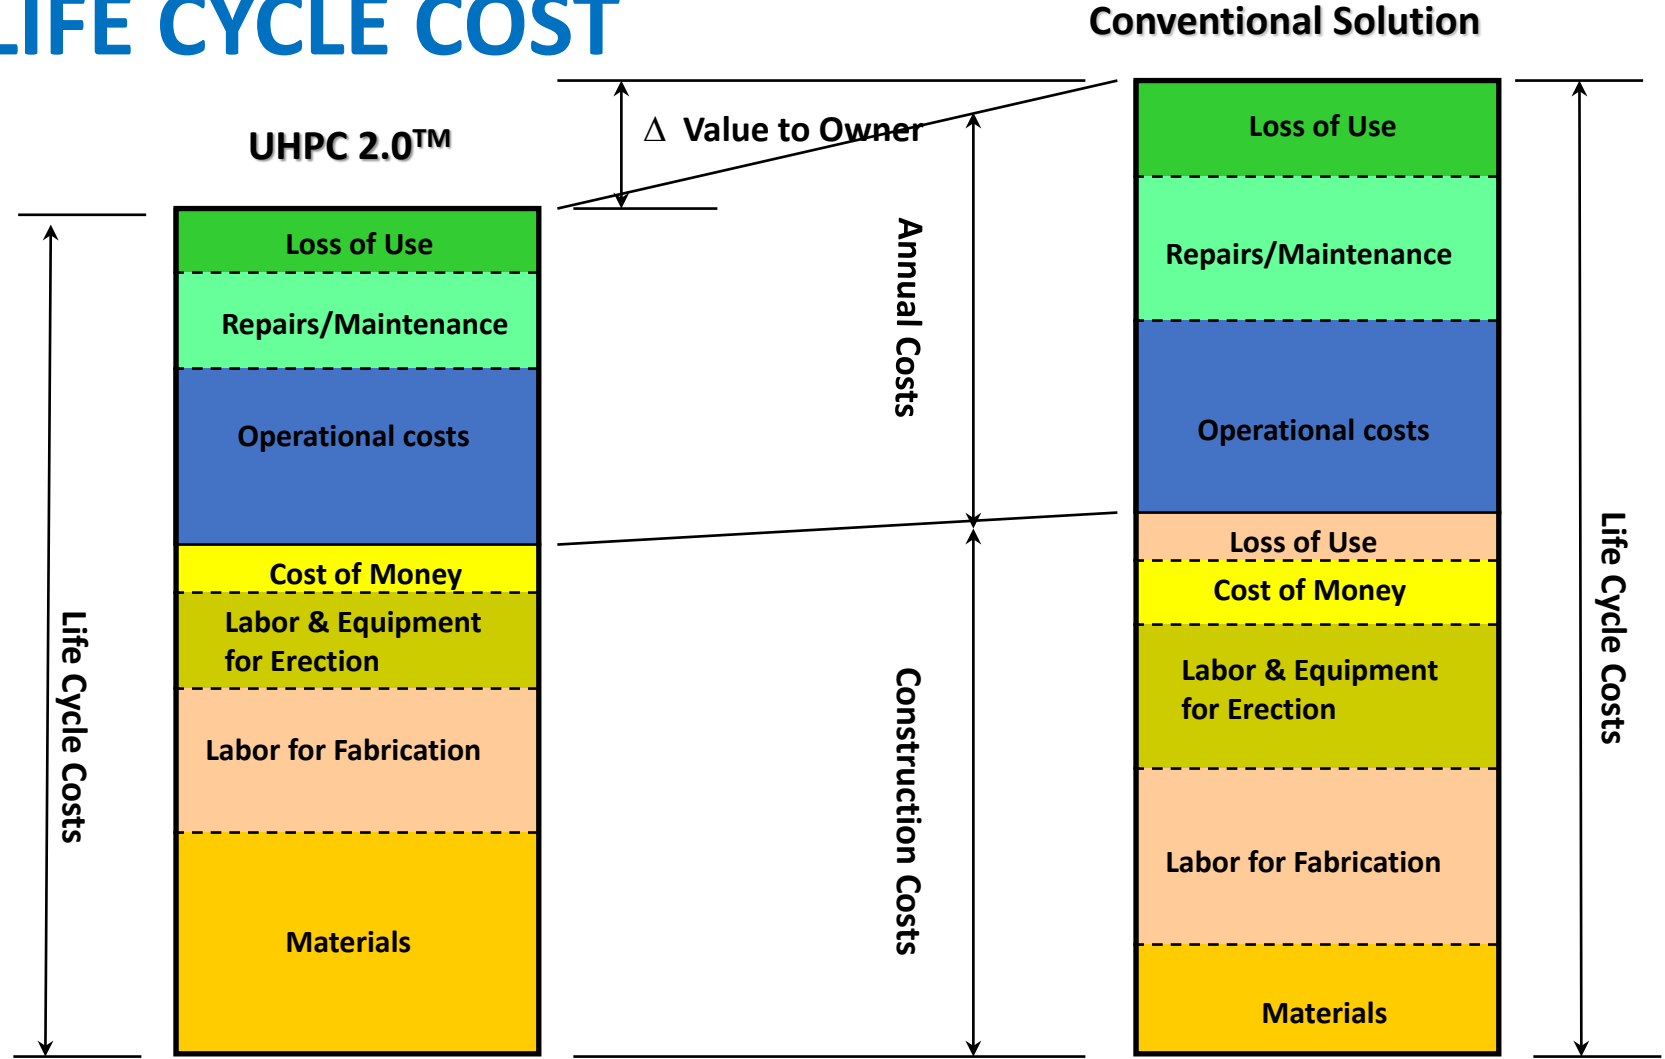 LIFE CYCLE COST
Conventional Solution
UHPC 2.0TM
Δ Value to Owner
Loss of Use
Repairs/Maintenance
Operational costs
Cost of Money
Labor & Equipment
for Erection
Labor for Fabrication
Materials
Life Cycle Costs
Annual Costs
Construction Costs
Loss of Use
Repairs/Maintenance
Operational costs
Loss of Use
Cost of Money
Labor & Equipment
for Erection
Labor for Fabrication
Materials
Life Cycle Costs